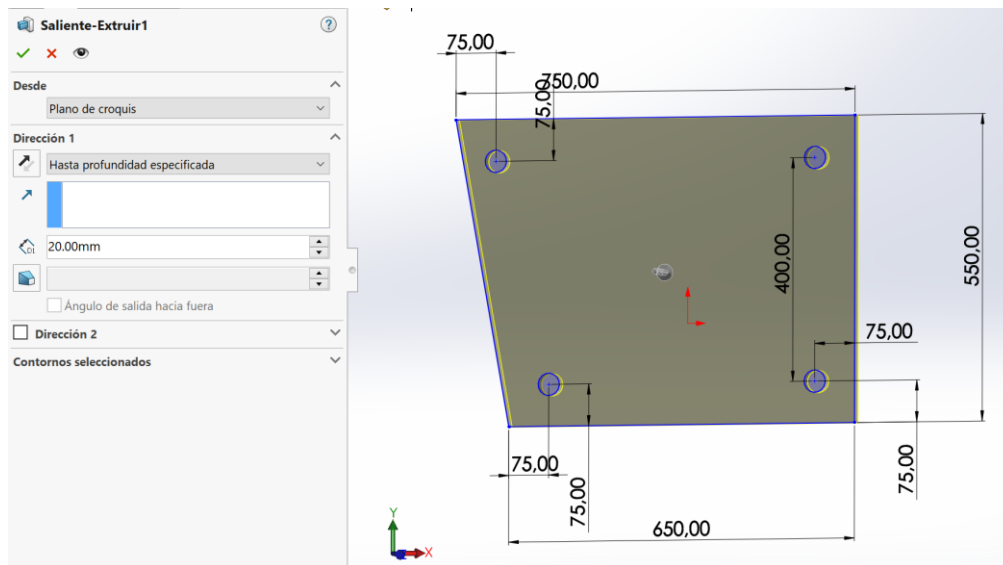 Saliente-Extruir1
?
Desde
Plano de croquis
Dirección 1
Hasta profundidad especificada
D1
20.00mm
Ángulo de salida hacia fuera
Dirección 2
Contornos seleccionados
75,00
750,00
75,00
400,00
550,00
75,00
75,00
75,00
75,00
650,00
Y
X